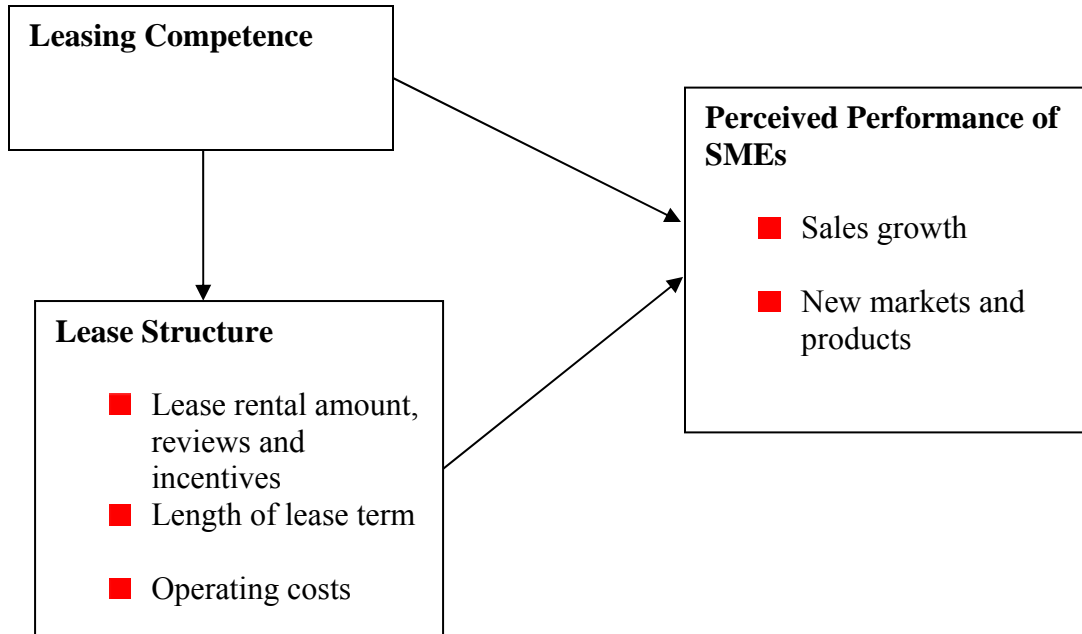 Leasing Competence
Perceived Performance of
SMEs
Sales growth
New markets and
products
Lease Structure
Lease rental amount,
reviews and
incentives
Length of lease term
Operating costs